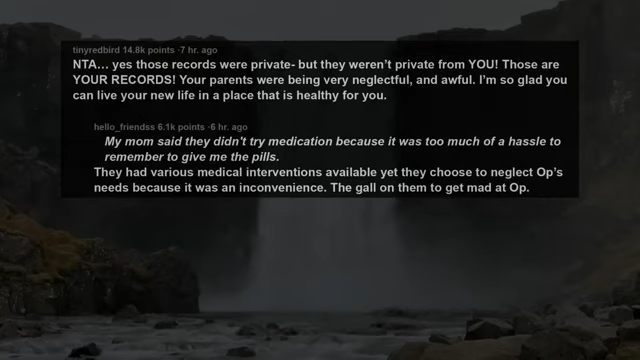 tinyredbird 14.8k points ·7 hr. ago
NTA… yes those records were private- but they weren’t private from YOU! Those are
YOUR RECORDS! Your parents were being very neglectful, and awful. I’m so glad you
can live your new life in a place that is healthy for you.
hello_friendss 6.1k points ·6 hr. ago
My mom said they didn't try medication because it was too much of a hassle to
remember to give me the pills.
They had various medical interventions available yet they choose to neglect Op’s
needs because it was an inconvenience. The gall on them to get mad at Op.